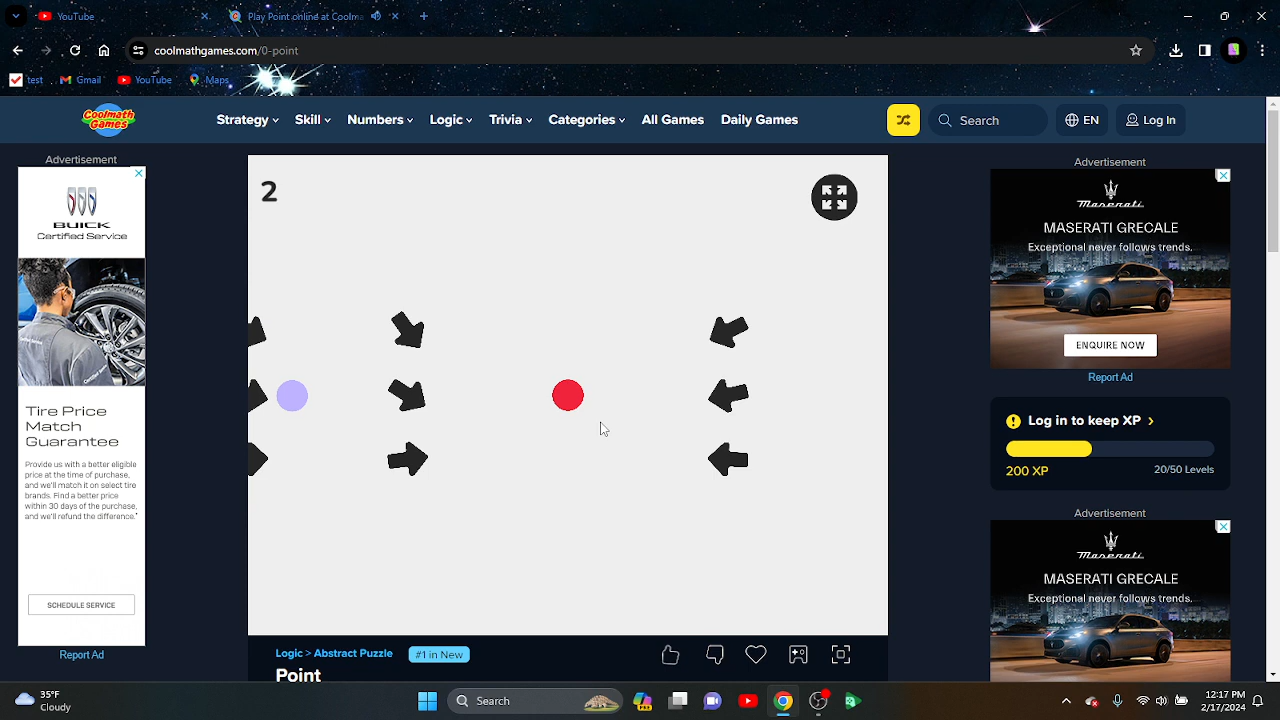 YouTube
Play Point online at Coolma
coolmathgames.com/0-point
test
Gmail
YouTube
Maps
Coolmath Games
Strategy
Skill
Numbers
Logic
Trivia
Categories
All Games
Daily Games
Search
EN
Log In
Advertisement
BUICK
Certified Service
Tire Price
Match
Guarantee
Provide us with a better eligible
price at the time of purchase,
and we'll match it on select tire
brands. Find a better price
within 30 days of the purchase,
and we'll refund the difference.*
SCHEDULE SERVICE
Report Ad
2
Logic > Abstract Puzzle
#1 in New
Point
Advertisement
Maserati
MASERATI GRECALE
Exceptional never follows trends.
ENQUIRE NOW
Report Ad
Log in to keep XP >
200 XP
20/50 Levels
Advertisement
Maserati
MASERATI GRECALE
Exceptional never follows trends.
35°F
Cloudy
Search
12:17 PM
2/17/2024